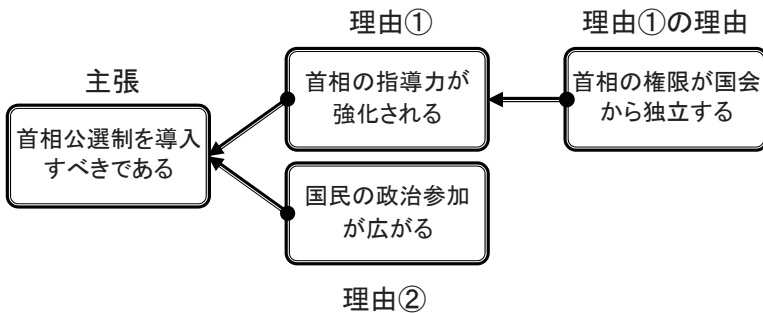 主張
首相公選制を導入
すべきである
理由①
首相の指導力が
強化される
理由①の理由
首相の権限が国会
から独立する
国民の政治参加
が広がる
理由②